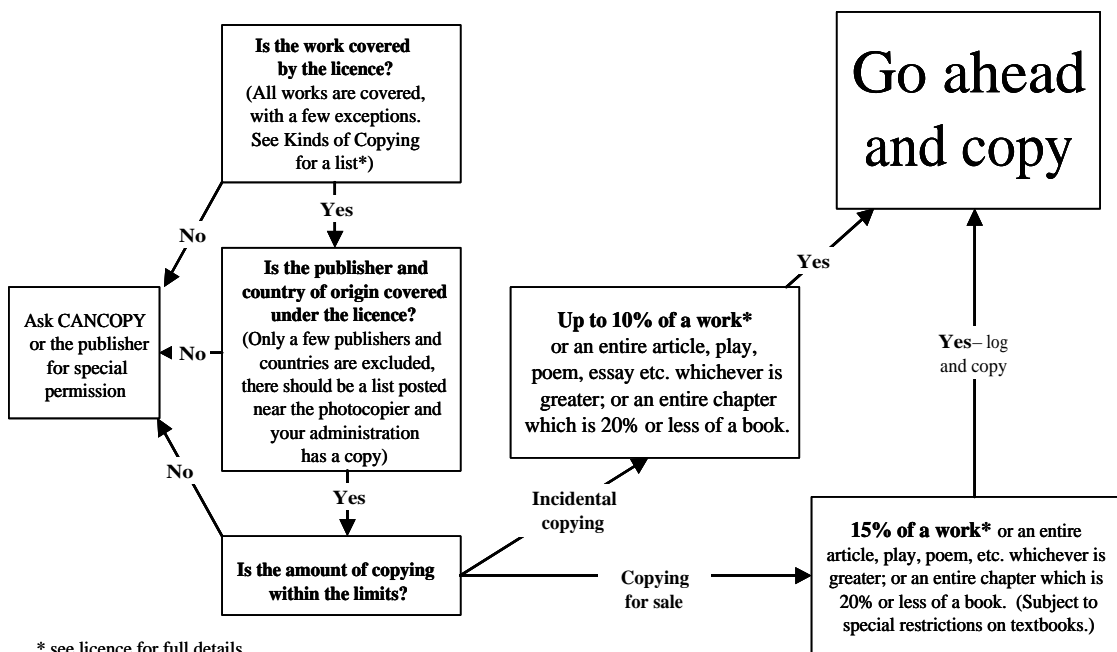 Is the work covered
by the licence?
(All works are covered,
with a few exceptions.
See Kinds of Copying
for a list*)
Go ahead
and copy
No
Yes
Is the publisher and
country of origin covered
under the licence?
(Only a few publishers and
countries are excluded,
there should be a list posted
near the photocopier and
your administration
has a copy)
Ask CANCOPY
or the publisher
for special
permission
No
No
Yes
Is the amount of copying
within the limits?
Incidental
copying
Up to 10% of a work*
or an entire article, play,
poem, essay etc. whichever is
greater; or an entire chapter
which is 20% or less of a book.
Yes
Copying
for sale
15% of a work* or an entire
article, play, poem, etc. whichever is
greater; or an entire chapter which is
20% or less of a book. (Subject to
special restrictions on textbooks.)
Yes– log
and copy
* see licence for full details